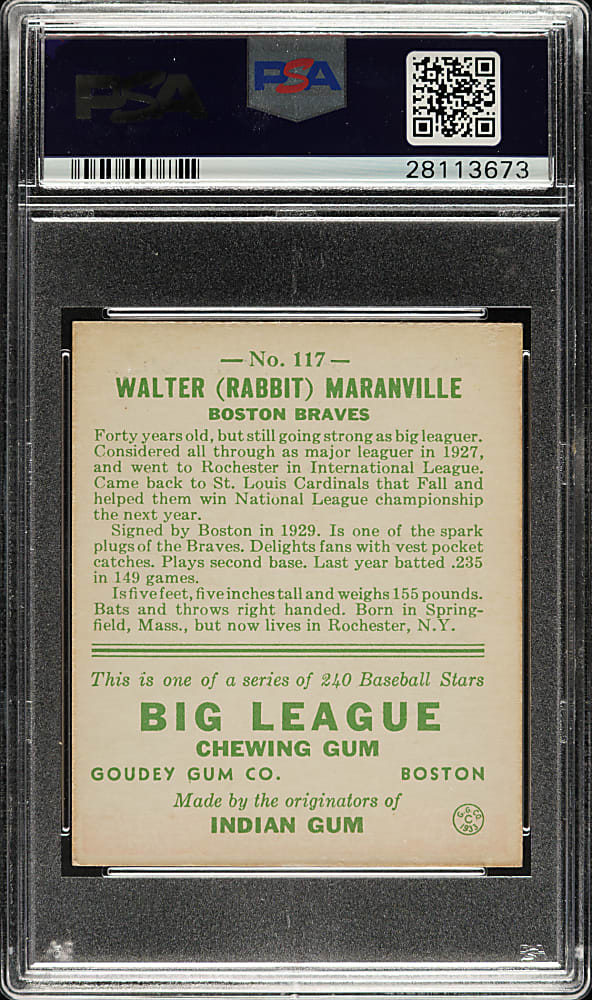 PSA
PSA
28113673
— No. 117 —
WALTER (RABBIT) MARANVILLE
BOSTON BRAVES
Forty years old, but still going strong as big leaguer.
Considered all through as major leaguer in 1927,
and went to Rochester in International League.
Came back to St. Louis Cardinals that Fall and
helped them win National League championship
the next year.
Signed by Boston in 1929. Is one of the spark
plugs of the Braves. Delights fans with vest pocket
catches. Plays second base. Last year batted .235
in 149 games.
Is five feet, five inches tall and weighs 155 pounds.
Bats and throws right handed. Born in Spring-
field, Mass., but now lives in Rochester, N.Y.
This is one of a series of 240 Baseball Stars
BIG LEAGUE
CHEWING GUM
GOUDEY GUM CO. BOSTON
Made by the originators of
INDIAN GUM
G. G. CO.
C
1933
PSA